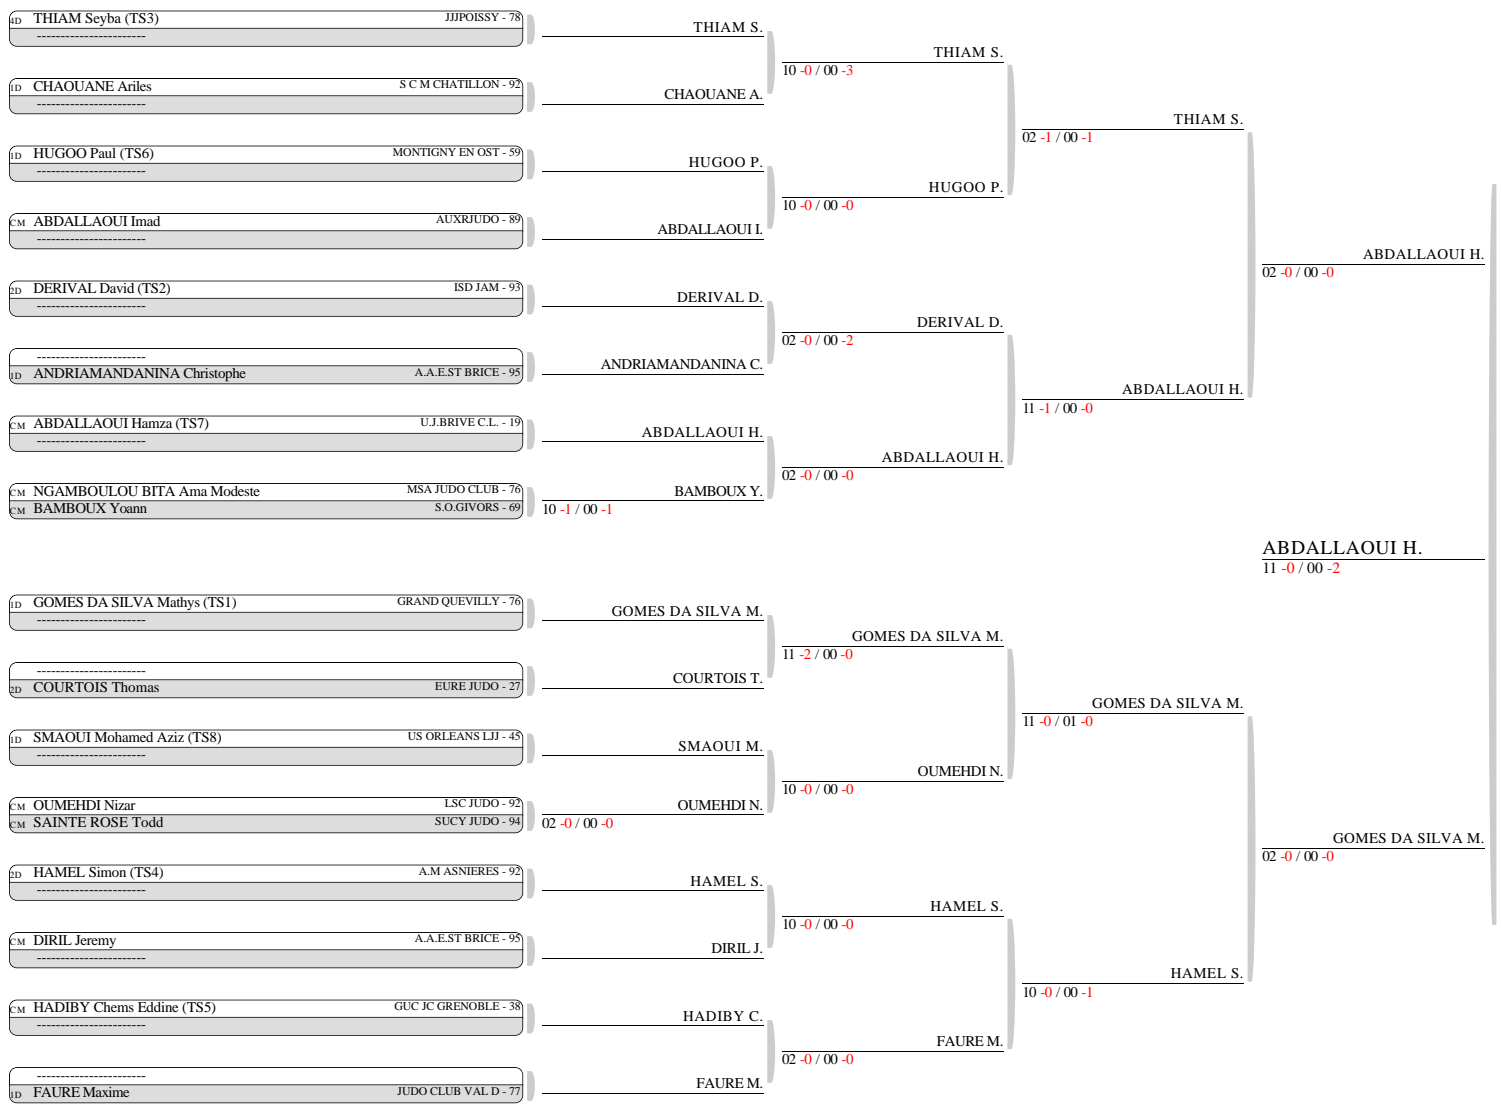 4D THIAM Seyba (TS3) JJJPOISSY - 78
-----------------------
1D CHAOUANE Ariles S C M CHATILLON - 92
-----------------------
1D HUGOO Paul (TS6) MONTIGNY EN OST - 59
-----------------------
CM ABDALLAOUI Imad AUXRJUDO - 89
-----------------------
2D DERIVAL David (TS2) ISD JAM - 93
-----------------------
-----------------------
1D ANDRIAMANDANINA Christophe A.A.E.ST BRICE - 95
CM ABDALLAOUI Hamza (TS7) U.J.BRIVE C.L. - 19
-----------------------
CM NGAMBOULOU BITA Ama Modeste MSA JUDO CLUB - 76
CM BAMBOUX Yoann S.O.GIVORS - 69
1D GOMES DA SILVA Mathys (TS1) GRAND QUEVILLY - 76
-----------------------
-----------------------
2D COURTOIS Thomas EURE JUDO - 27
1D SMAOUI Mohamed Aziz (TS8) US ORLEANS LJJ - 45
-----------------------
CM OUMEHDI Nizar LSC JUDO - 92
CM SAINTE ROSE Todd SUCY JUDO - 94
2D HAMEL Simon (TS4) A.M ASNIERES - 92
-----------------------
CM DIRIL Jeremy A.A.E.ST BRICE - 95
-----------------------
CM HADIBY Chems Eddine (TS5) GUC JC GRENOBLE - 38
-----------------------
-----------------------
1D FAURE Maxime JUDO CLUB VAL D - 77
THIAM S.
CHAOUANE A.
HUGOO P.
ABDALLAOUI I.
DERIVAL D.
ANDRIAMANDANINA C.
ABDALLAOUI H.
BAMBOUX Y.
10 -1 / 00 -1
GOMES DA SILVA M.
COURTOIS T.
SMAOUI M.
OUMEHDI N.
02 -0 / 00 -0
HAMEL S.
DIRIL J.
HADIBY C.
FAURE M.
THIAM S.
10 -0 / 00 -3
HUGOO P.
10 -0 / 00 -0
DERIVAL D.
02 -0 / 00 -2
ABDALLAOUI H.
02 -0 / 00 -0
GOMES DA SILVA M.
11 -2 / 00 -0
OUMEHDI N.
10 -0 / 00 -0
HAMEL S.
10 -0 / 00 -0
FAURE M.
02 -0 / 00 -0
THIAM S.
02 -1 / 00 -1
ABDALLAOUI H.
11 -1 / 00 -0
GOMES DA SILVA M.
11 -0 / 01 -0
HAMEL S.
10 -0 / 00 -1
ABDALLAOUI H.
02 -0 / 00 -0
ABDALLAOUI H.
11 -0 / 00 -2
GOMES DA SILVA M.
02 -0 / 00 -0